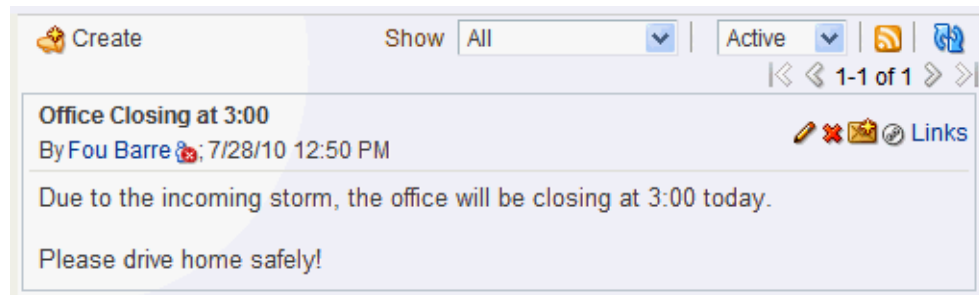 Create Show All Active
1-1 of 1
Office Closing at 3:00
By Fou Barre; 7/28/10 12:50 PM
Links
Due to the incoming storm, the office will be closing at 3:00 today.
Please drive home safely!